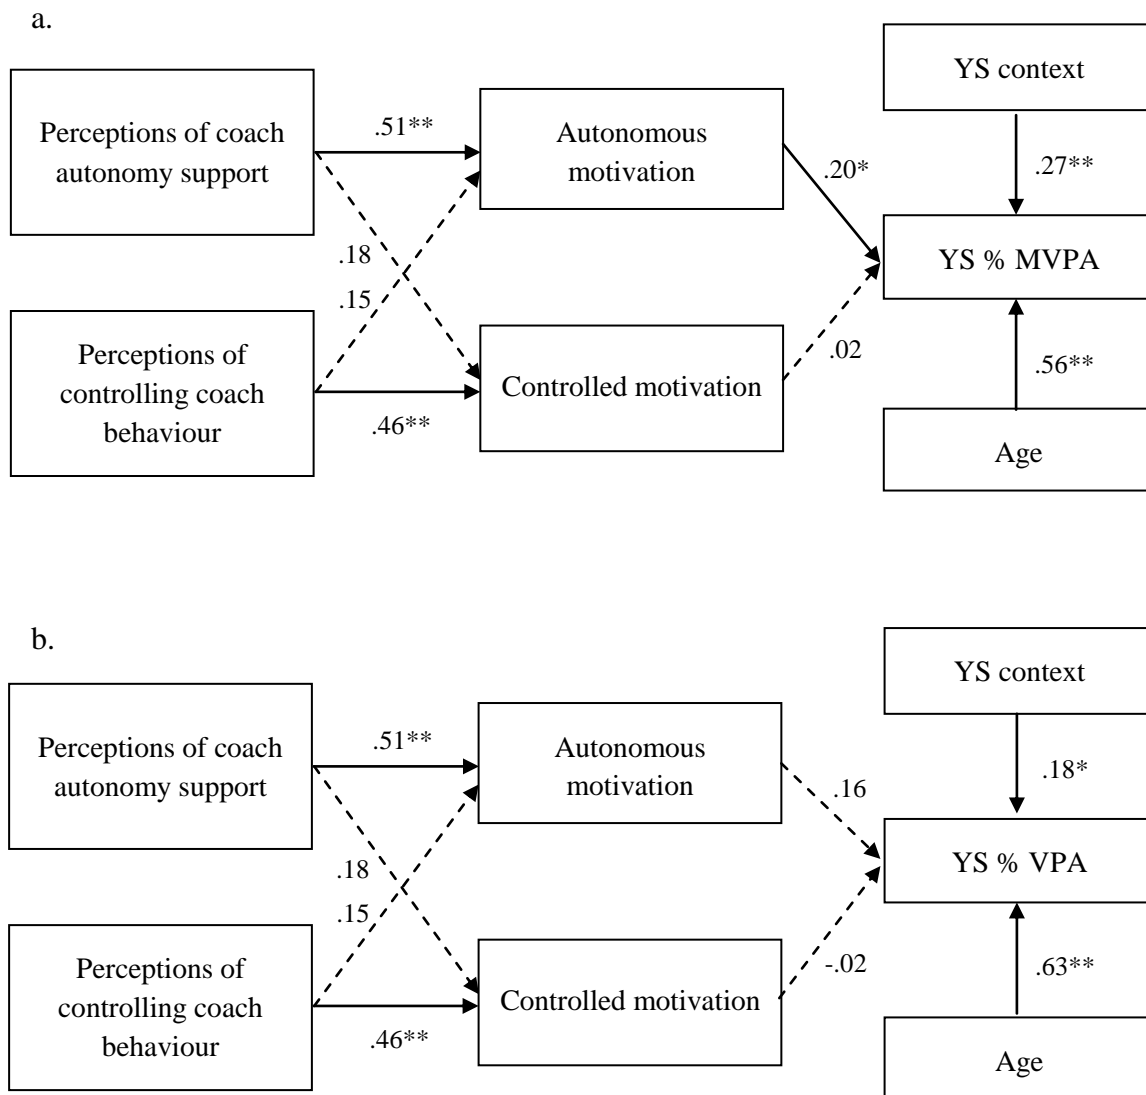 a.
YS context
Perceptions of coach
autonomy support
.51**
Autonomous
motivation
.20*
.27**
.18
.15
YS % MVPA
Perceptions of
controlling coach
behaviour
.46**
Controlled motivation
.02
.56**
Age
b.
YS context
Perceptions of coach
autonomy support
.51**
Autonomous
motivation
.16
.18*
.18
.15
YS % VPA
Perceptions of
controlling coach
behaviour
.46**
Controlled motivation
-.02
.63**
Age